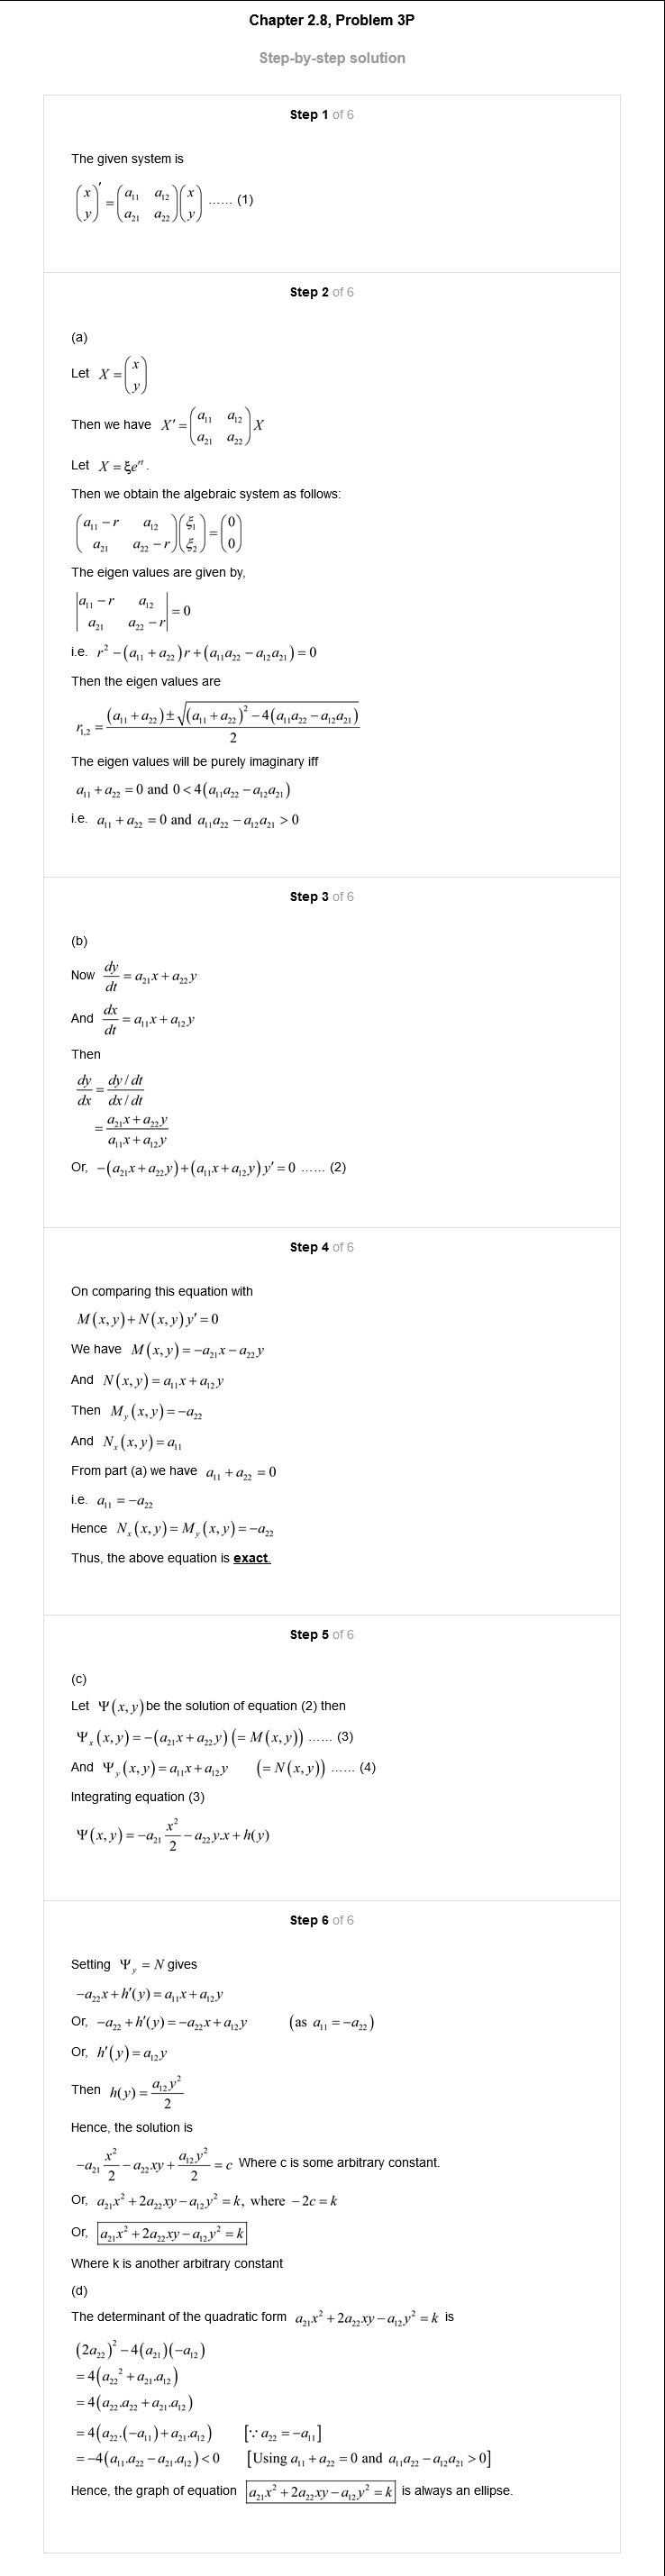 Chapter 2.8, Problem 3P
Step-by-step solution
Step 1 of 6
The given system is
$\begin{pmatrix} x \\ y \end{pmatrix}' = \begin{pmatrix} a_{11} & a_{12} \\ a_{21} & a_{22} \end{pmatrix}\begin{pmatrix} x \\ y \end{pmatrix}$ ...... (1)
Step 2 of 6
(a)
Let $X = \begin{pmatrix} x \\ y \end{pmatrix}$
Then we have $X' = \begin{pmatrix} a_{11} & a_{12} \\ a_{21} & a_{22} \end{pmatrix} X$
Let $X = \xi e^{rt}$.
Then we obtain the algebraic system as follows:
$\begin{pmatrix} a_{11}-r & a_{12} \\ a_{21} & a_{22}-r \end{pmatrix}\begin{pmatrix} \xi_1 \\ \xi_2 \end{pmatrix} = \begin{pmatrix} 0 \\ 0 \end{pmatrix}$
The eigen values are given by,
$\begin{vmatrix} a_{11}-r & a_{12} \\ a_{21} & a_{22}-r \end{vmatrix} = 0$
i.e. $r^2 - (a_{11}+a_{22})r + (a_{11}a_{22} - a_{12}a_{21}) = 0$
Then the eigen values are
$r_{1,2} = \frac{(a_{11}+a_{22}) \pm \sqrt{(a_{11}+a_{22})^2 - 4(a_{11}a_{22} - a_{12}a_{21})}}{2}$
The eigen values will be purely imaginary iff
$a_{11}+a_{22} = 0$ and $0 < 4(a_{11}a_{22} - a_{12}a_{21})$
i.e. $a_{11}+a_{22} = 0$ and $a_{11}a_{22} - a_{12}a_{21} > 0$
Step 3 of 6
(b)
Now $\frac{dy}{dt} = a_{21}x + a_{22}y$
And $\frac{dx}{dt} = a_{11}x + a_{12}y$
Then
$\frac{dy}{dx} = \frac{dy/dt}{dx/dt}$
$= \frac{a_{21}x + a_{22}y}{a_{11}x + a_{12}y}$
Or, $-(a_{21}x + a_{22}y) + (a_{11}x + a_{12}y)y' = 0$ ...... (2)
Step 4 of 6
On comparing this equation with
$M(x,y) + N(x,y)y' = 0$
We have $M(x,y) = -a_{21}x - a_{22}y$
And $N(x,y) = a_{11}x + a_{12}y$
Then $M_y(x,y) = -a_{22}$
And $N_x(x,y) = a_{11}$
From part (a) we have $a_{11}+a_{22} = 0$
i.e. $a_{11} = -a_{22}$
Hence $N_x(x,y) = M_y(x,y) = -a_{22}$
Thus, the above equation is exact.
Step 5 of 6
(c)
Let $\Psi(x,y)$ be the solution of equation (2) then
$\Psi_x(x,y) = -(a_{21}x + a_{22}y)\,(= M(x,y))$ ...... (3)
And $\Psi_y(x,y) = a_{11}x + a_{12}y \quad (= N(x,y))$ ...... (4)
Integrating equation (3)
$\Psi(x,y) = -a_{21}\frac{x^2}{2} - a_{22}y.x + h(y)$
Step 6 of 6
Setting $\Psi_y = N$ gives
$-a_{22}x + h'(y) = a_{11}x + a_{12}y$
Or, $-a_{22} + h'(y) = -a_{22}x + a_{12}y$ (as $a_{11} = -a_{22}$)
Or, $h'(y) = a_{12}y$
Then $h(y) = \frac{a_{12}y^2}{2}$
Hence, the solution is
$-a_{21}\frac{x^2}{2} - a_{22}xy + \frac{a_{12}y^2}{2} = c$ Where c is some arbitrary constant.
Or, $a_{21}x^2 + 2a_{22}xy - a_{12}y^2 = k$, where $-2c = k$
Or, $a_{21}x^2 + 2a_{22}xy - a_{12}y^2 = k$
Where k is another arbitrary constant
(d)
The determinant of the quadratic form $a_{21}x^2 + 2a_{22}xy - a_{12}y^2 = k$ is
$(2a_{22})^2 - 4(a_{21})(-a_{12})$
$= 4(a_{22}{}^2 + a_{21}.a_{12})$
$= 4(a_{22}.a_{22} + a_{21}.a_{12})$
$= 4(a_{22}.(-a_{11}) + a_{21}.a_{12})$ $[\because a_{22} = -a_{11}]$
$= -4(a_{11}.a_{22} - a_{21}.a_{12}) < 0$ [Using $a_{11}+a_{22} = 0$ and $a_{11}a_{22} - a_{12}a_{21} > 0$]
Hence, the graph of equation $a_{21}x^2 + 2a_{22}xy - a_{12}y^2 = k$ is always an ellipse.